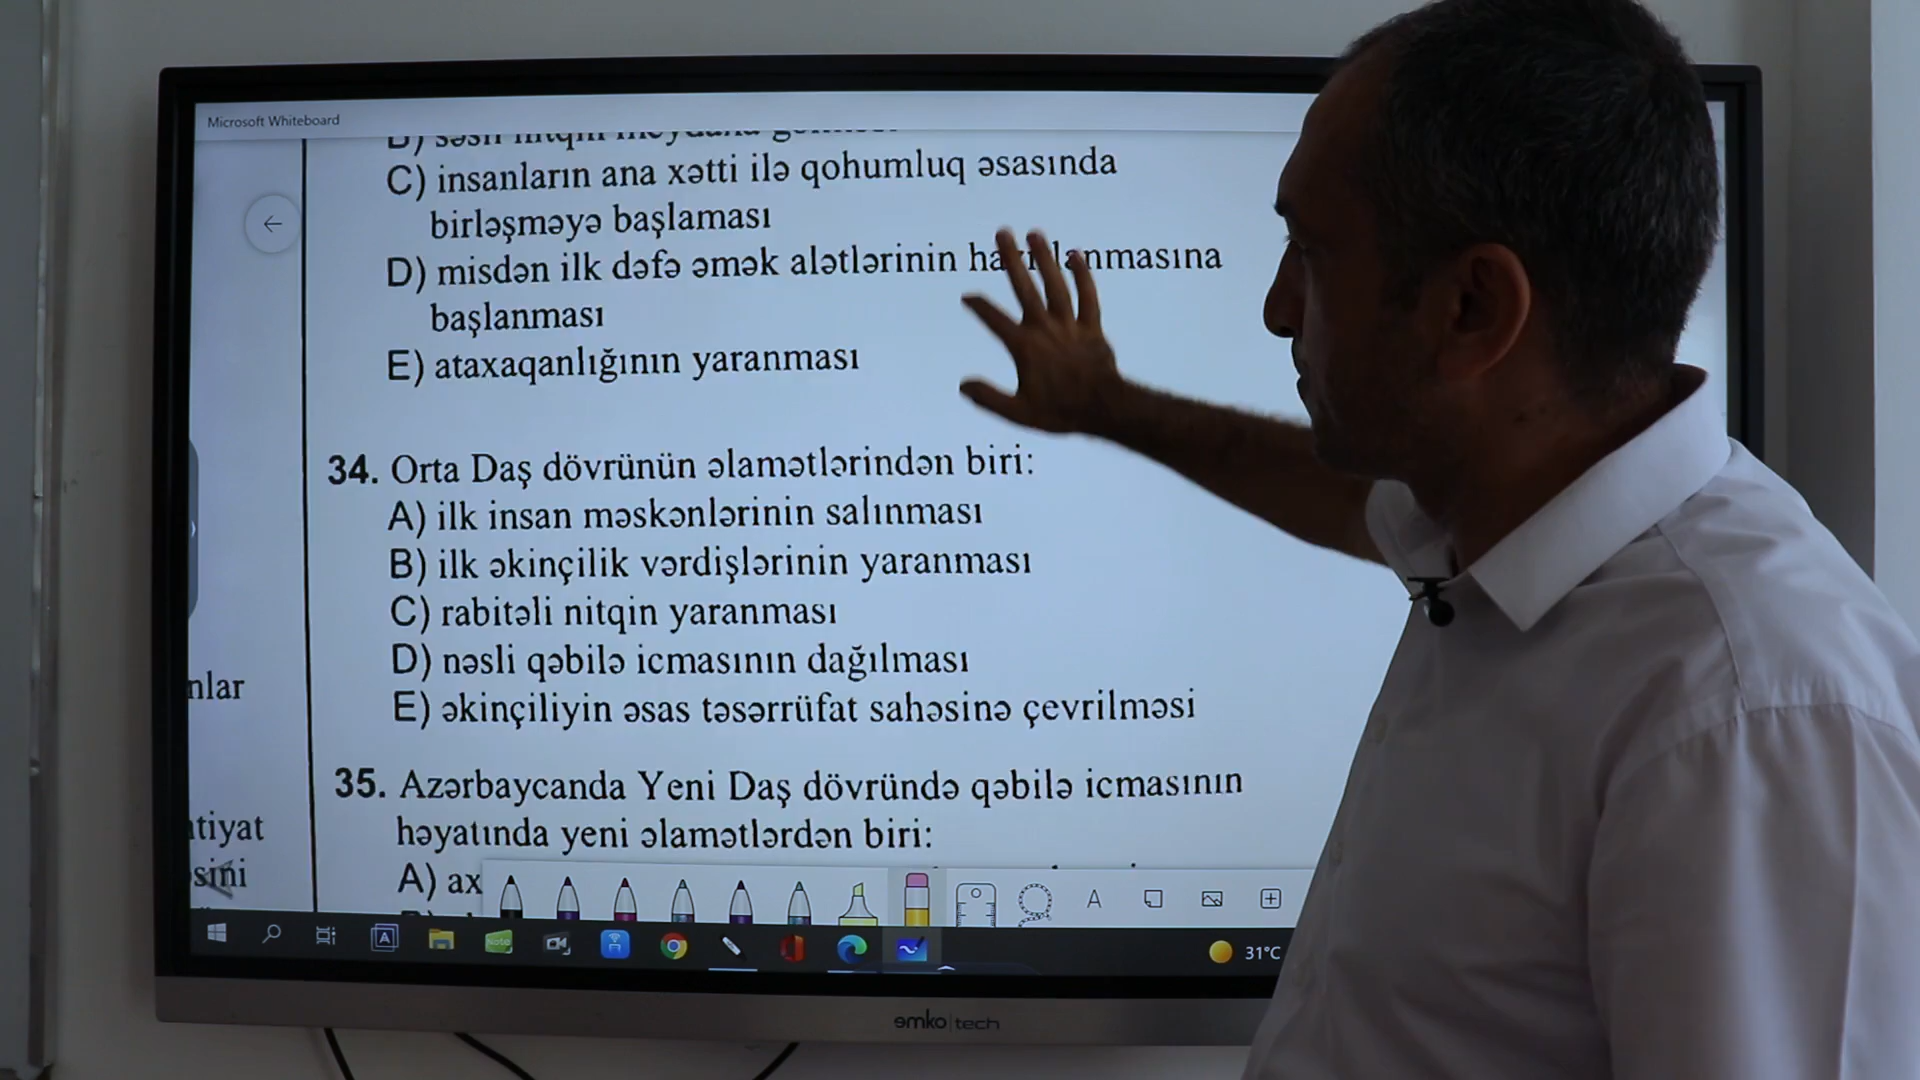 Microsoft Whiteboard
C) insanların ana xətti ilə qohumluq əsasında
birləşməyə başlaması
D) misdən ilk dəfə əmək alətlərinin hazırlanmasına
başlanması
E) ataxaqanlığının yaranması
34. Orta Daş dövrünün əlamətlərindən biri:
A) ilk insan məskənlərinin salınması
B) ilk əkinçilik vərdişlərinin yaranması
C) rabitəli nitqin yaranması
D) nəsli qəbilə icmasının dağılması
E) əkinçiliyin əsas təsərrüfat sahəsinə çevrilməsi
nlar
35. Azərbaycanda Yeni Daş dövründə qəbilə icmasının
həyatında yeni əlamətlərdən biri:
tiyat
sini
A) ax
31°C
emko tech